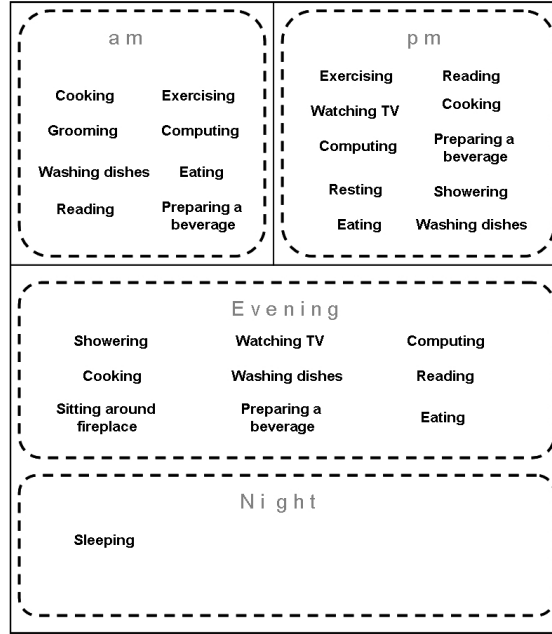 am
Cooking
Exercising
Grooming
Computing
Washing dishes
Eating
Reading
Preparing a
beverage
pm
Exercising
Reading
Watching TV
Cooking
Computing
Preparing a
beverage
Resting
Showering
Eating
Washing dishes
Evening
Showering
Watching TV
Computing
Cooking
Washing dishes
Reading
Sitting around
fireplace
Preparing a
beverage
Eating
Night
Sleeping